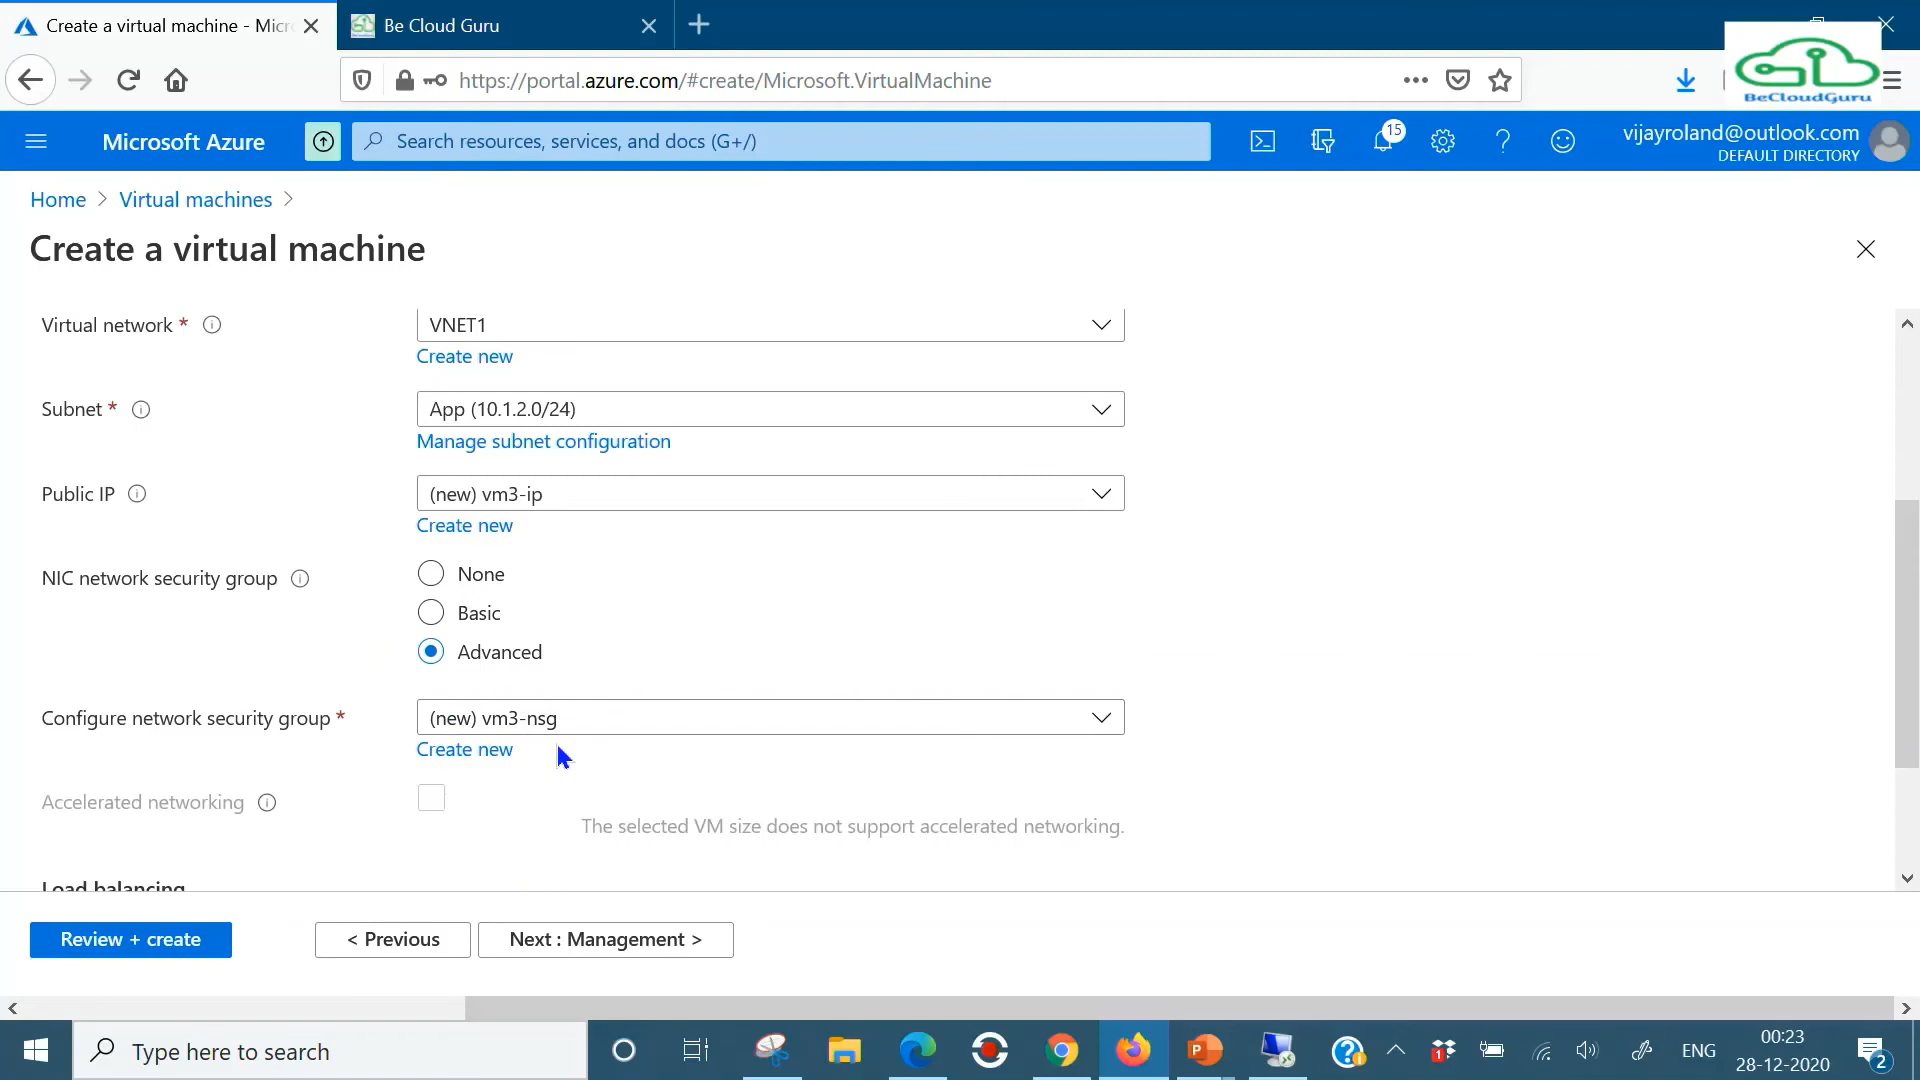 Create a virtual machine - Micr
Be Cloud Guru
https://portal.azure.com/#create/Microsoft.VirtualMachine
BeCloudGuru
Microsoft Azure
Search resources, services, and docs (G+/)
15
vijayroland@outlook.com
DEFAULT DIRECTORY
Home > Virtual machines >
Create a virtual machine
Virtual network *
VNET1
Create new
Subnet *
App (10.1.2.0/24)
Manage subnet configuration
Public IP
(new) vm3-ip
Create new
NIC network security group
None
Basic
Advanced
Configure network security group *
(new) vm3-nsg
Create new
Accelerated networking
The selected VM size does not support accelerated networking.
Load balancing
Review + create
< Previous
Next : Management >
Type here to search
1
ENG
00:23
28-12-2020
2